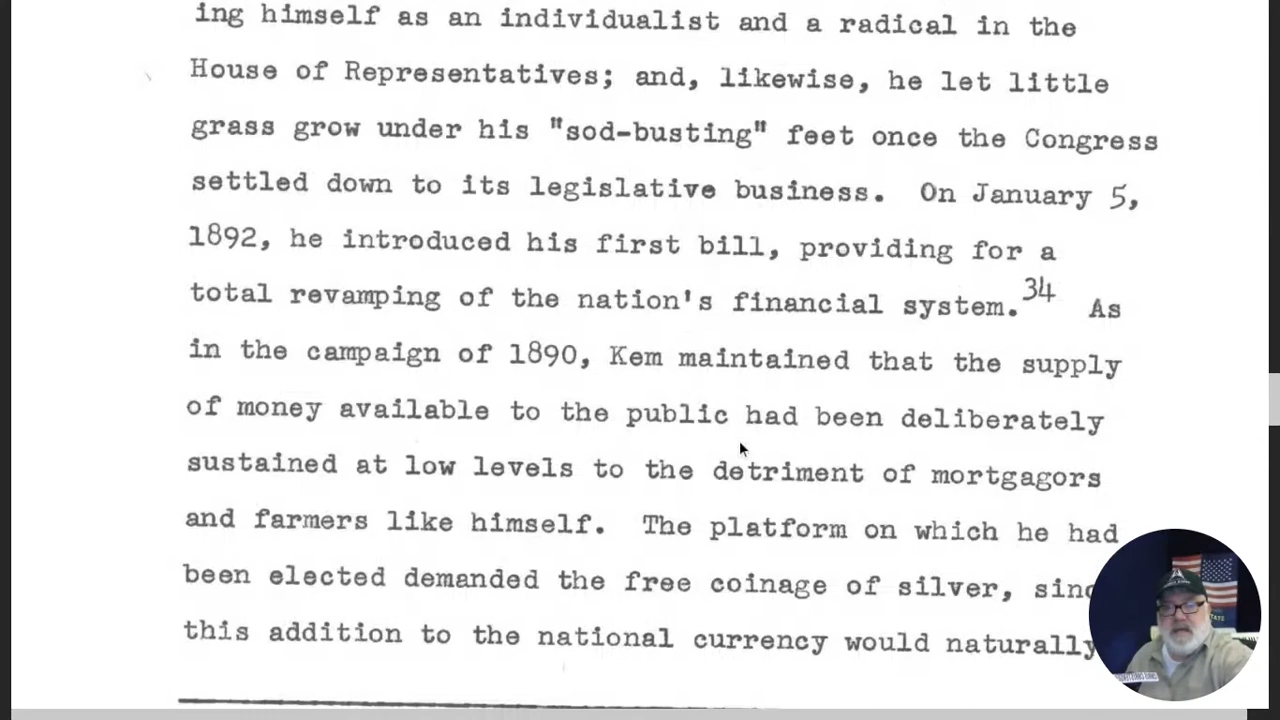 ing himself as an individualist and a radical in the
House of Representatives; and, likewise, he let little
grass grow under his "sod-busting" feet once the Congress
settled down to its legislative business. On January 5,
1892, he introduced his first bill, providing for a
total revamping of the nation's financial system.34 As
in the campaign of 1890, Kem maintained that the supply
of money available to the public had been deliberately
sustained at low levels to the detriment of mortgagors
and farmers like himself. The platform on which he had
been elected demanded the free coinage of silver, sinc
this addition to the national currency would naturally